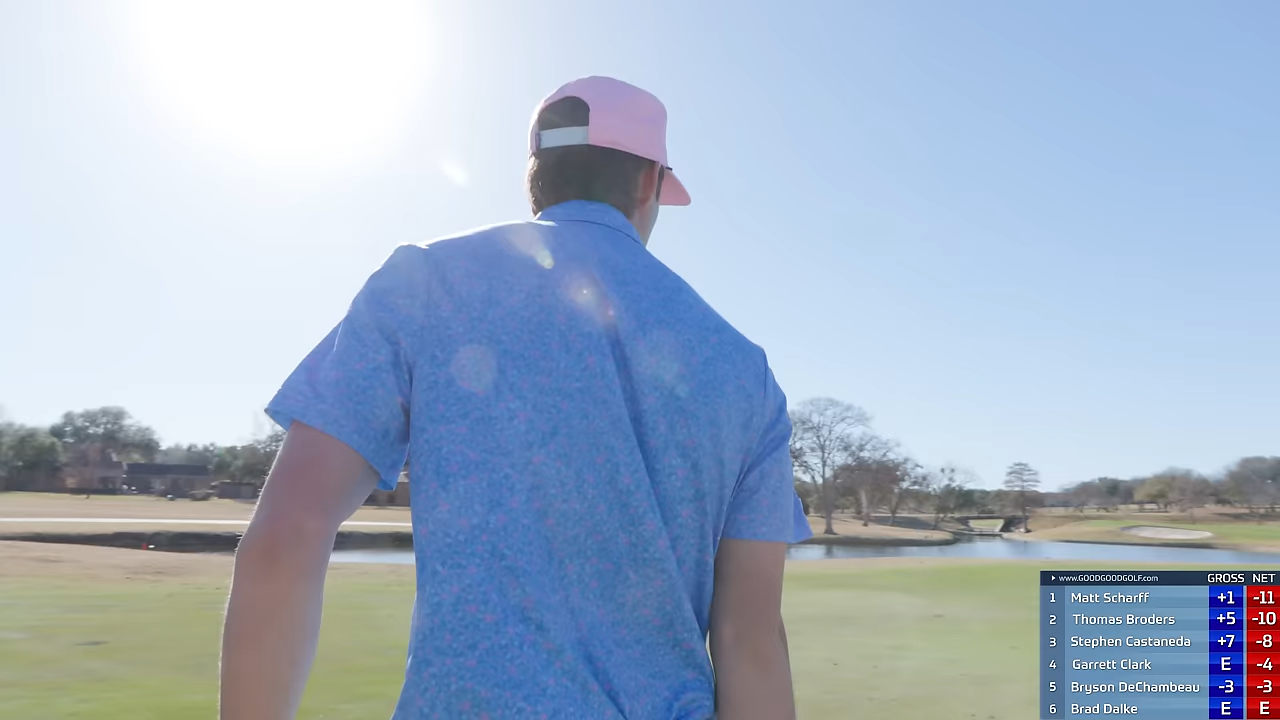 www.GOODGOODGOLF.com GROSS NET
1 Matt Scharff +1 -11
2 Thomas Broders +5 -10
3 Stephen Castaneda +7 -8
4 Garrett Clark E -4
5 Bryson DeChambeau -3 -3
6 Brad Dalke E E